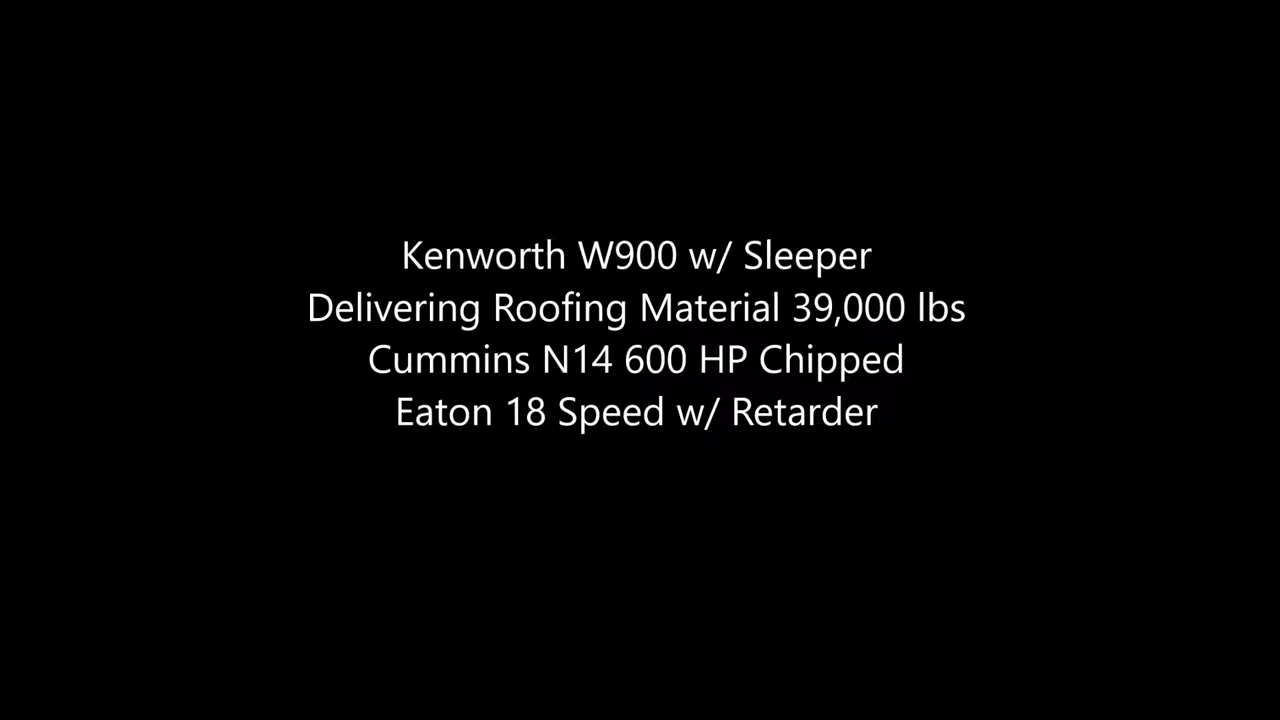 Kenworth W900 w/ Sleeper
Delivering Roofing Material 39,000 lbs
Cummins N14 600 HP Chipped
Eaton 18 Speed w/ Retarder